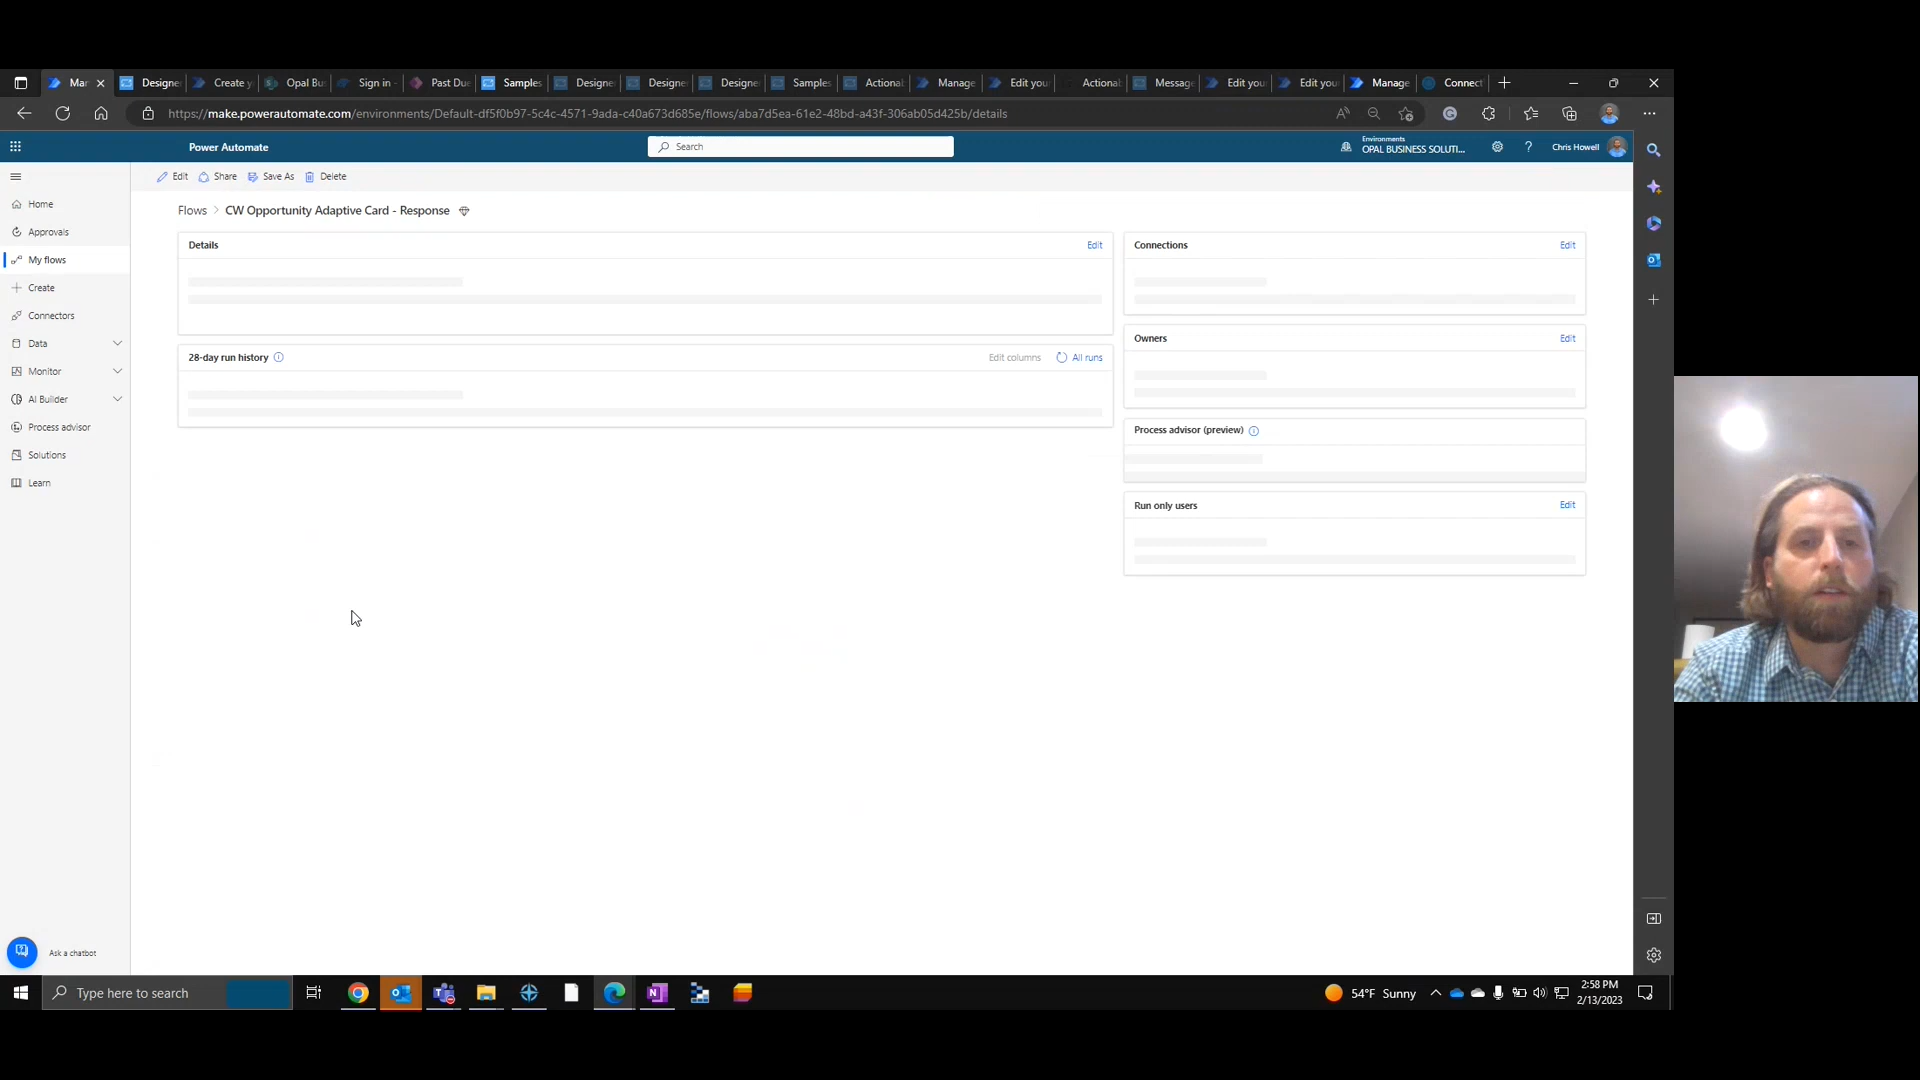 Mar
Designe
Create y
Opal Bus
Sign in -
Past Due
Samples
Designe
Designe
Designe
Samples
Actional
Manage
Edit you
Actional
Message
Edit you
Edit you
Manage
Connect
https://make.powerautomate.com/environments/Default-df5f0b97-5c4c-4571-9ada-c40a673d685e/flows/aba7d5ea-61e2-48bd-a43f-306ab05d425b/details
Power Automate
Search
Environments
OPAL BUSINESS SOLUTI...
Chris Howell
Edit
Share
Save As
Delete
Home
Approvals
My flows
Create
Connectors
Data
Monitor
AI Builder
Process advisor
Solutions
Learn
Ask a chatbot
Flows > CW Opportunity Adaptive Card - Response
Details
Edit
28-day run history
Edit columns
All runs
Connections
Edit
Owners
Edit
Process advisor (preview)
Run only users
Edit
Type here to search
54°F Sunny
2:58 PM
2/13/2023